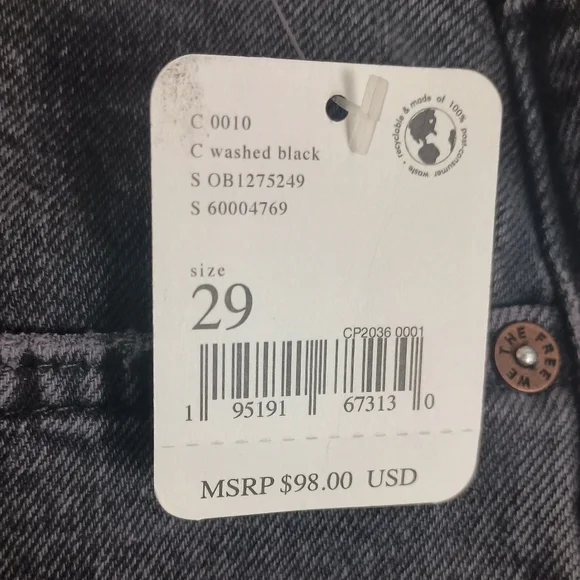 C 0010
C washed black
S OB1275249
S 60004769
recyclable & made of 100% post-consumer waste •
size
29
CP2036 0001
1 95191 67313 0
MSRP $98.00 USD
WE THE FREE